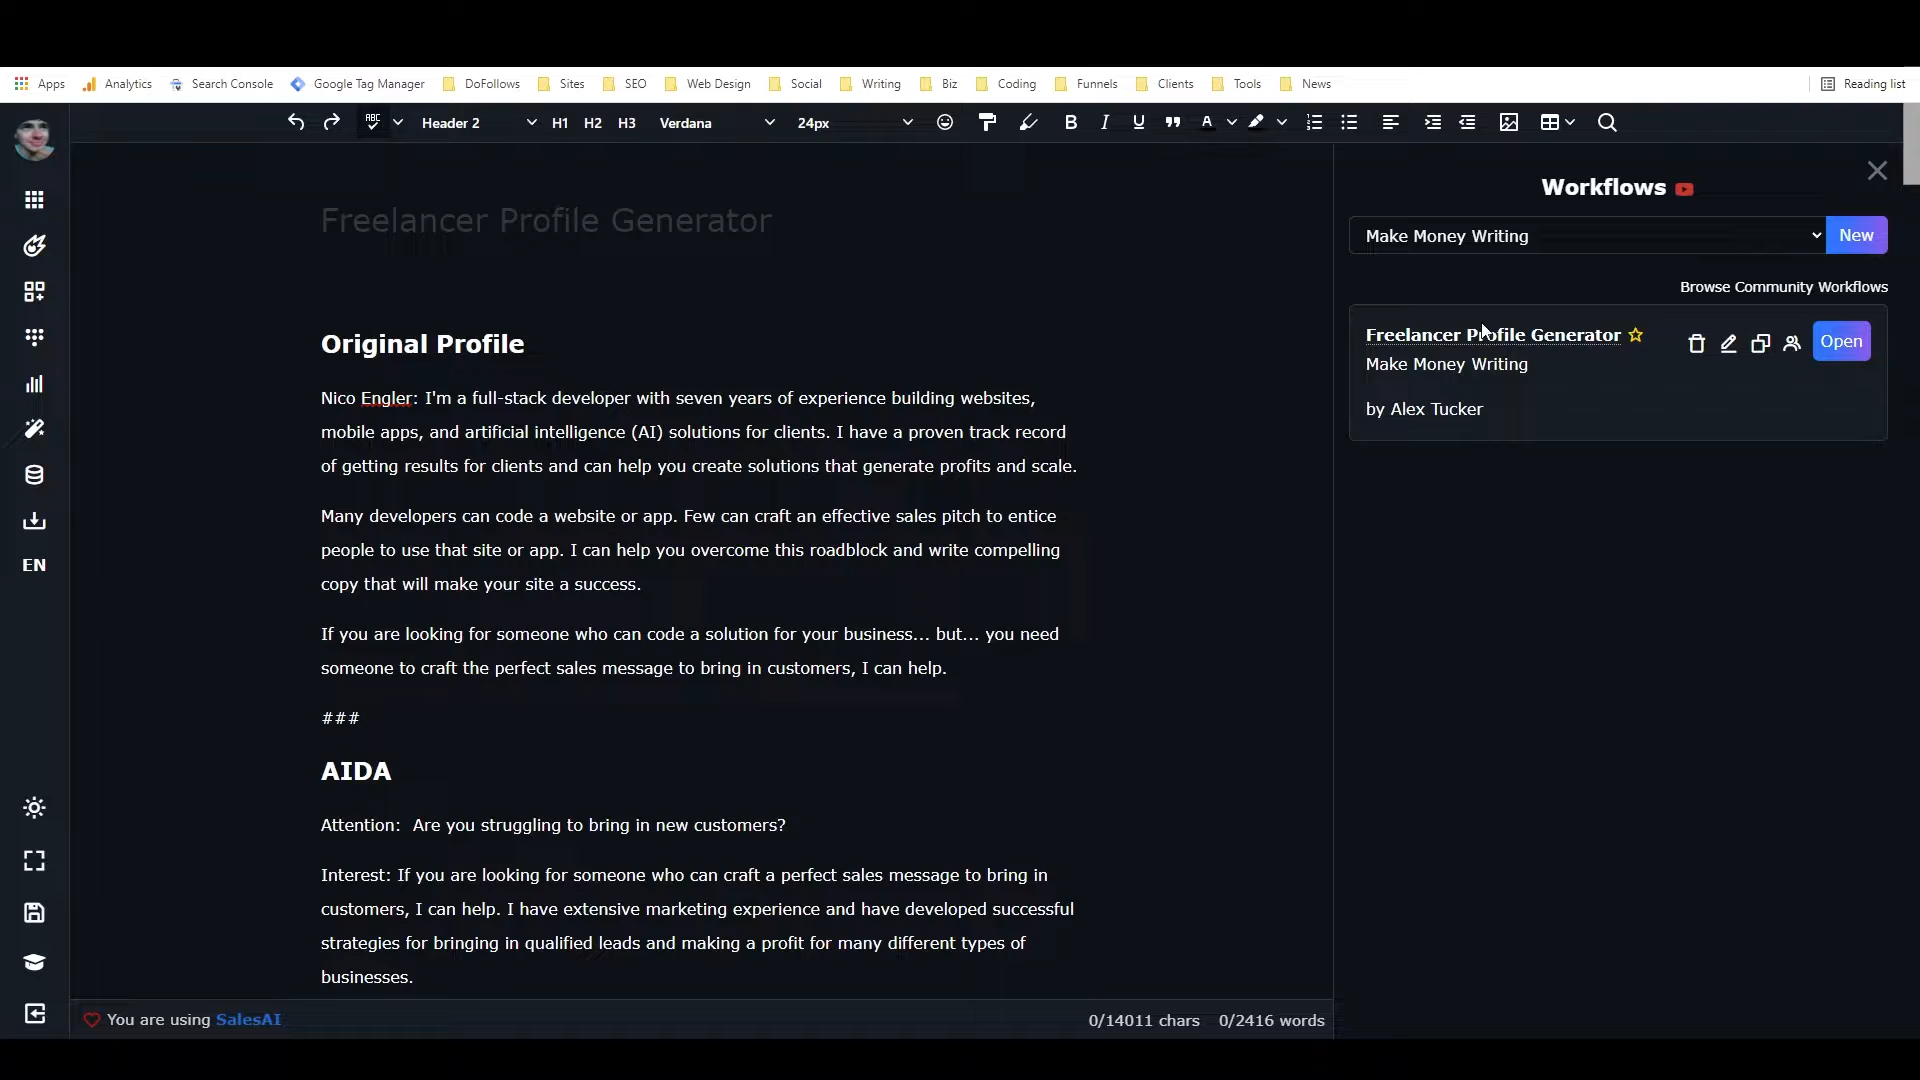 Apps Analytics Search Console Google Tag Manager DoFollows Sites SEO Web Design Social Writing Biz Coding Funnels Clients Tools News Reading list
ABC Header 2 H1 H2 H3 Verdana 24px B I U A
Workflows
Freelancer Profile Generator
Make Money Writing New
Browse Community Workflows
Freelancer Profile Generator Open
Make Money Writing
by Alex Tucker
Original Profile
Nico Engler: I'm a full-stack developer with seven years of experience building websites,
mobile apps, and artificial intelligence (AI) solutions for clients. I have a proven track record
of getting results for clients and can help you create solutions that generate profits and scale.
Many developers can code a website or app. Few can craft an effective sales pitch to entice
people to use that site or app. I can help you overcome this roadblock and write compelling
copy that will make your site a success.
If you are looking for someone who can code a solution for your business... but... you need
someone to craft the perfect sales message to bring in customers, I can help.
###
AIDA
Attention: Are you struggling to bring in new customers?
Interest: If you are looking for someone who can craft a perfect sales message to bring in
customers, I can help. I have extensive marketing experience and have developed successful
strategies for bringing in qualified leads and making a profit for many different types of
businesses.
EN
You are using SalesAI 0/14011 chars 0/2416 words